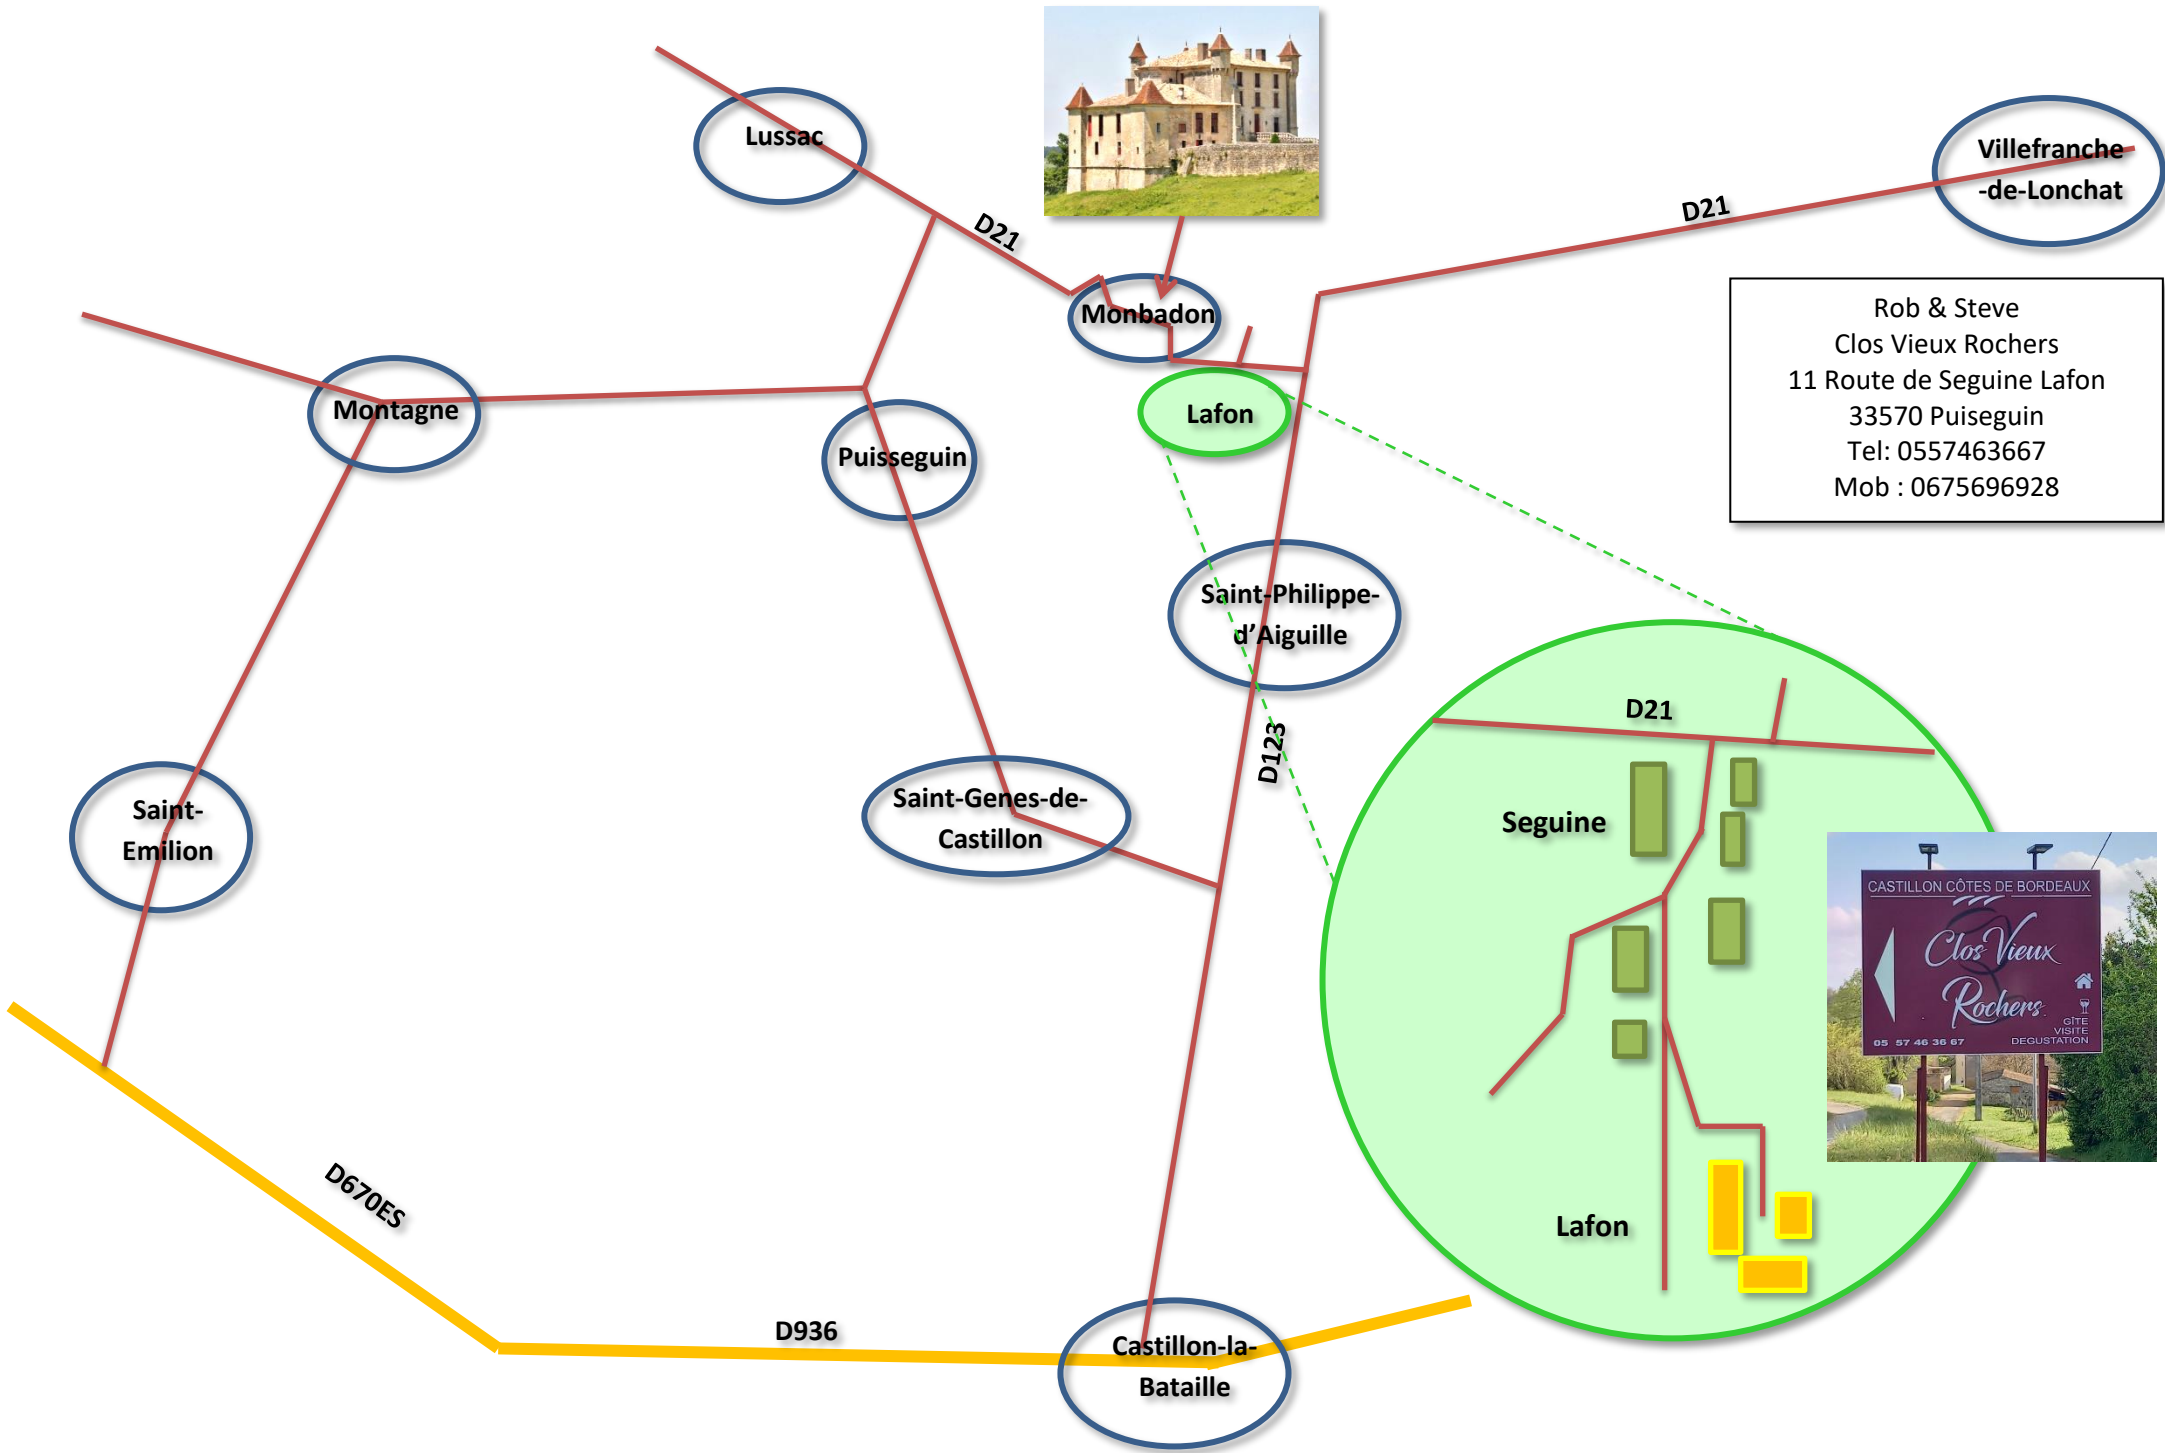 Lussac
D21
Monbadon
D21
Villefranche
-de-Lonchat
Rob & Steve
Clos Vieux Rochers
11 Route de Seguine Lafon
33570 Puiseguin
Tel: 0557463667
Mob : 0675696928
Montagne
Puisseguin
Lafon
Saint-Philippe-
d’Aiguille
D123
Saint-
Emilion
Saint-Genes-de-
Castillon
D21
Seguine
Lafon
CASTILLON CÔTES DE BORDEAUX
Clos Vieux
Rochers
GÎTE
VISITE
DEGUSTATION
05 57 46 36 67
D670ES
D936
Castillon-la-
Bataille